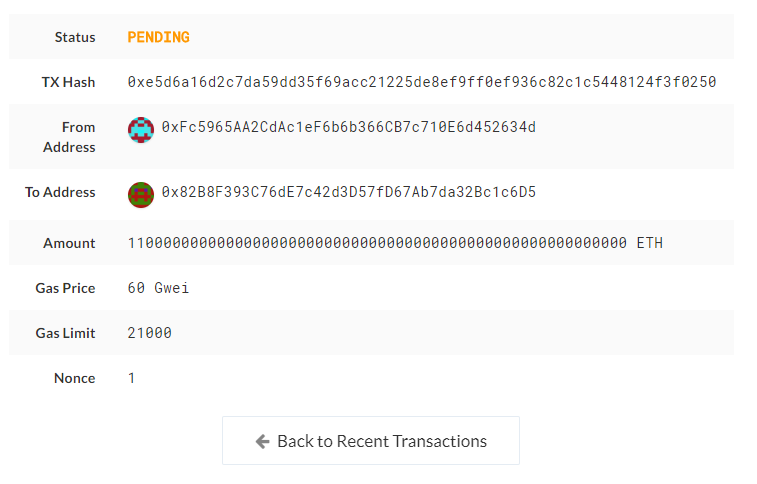 Status PENDING
TX Hash 0xe5d6a16d2c7da59dd35f69acc21225de8ef9ff0ef936c82c1c5448124f3f0250
From Address 0xFc5965AA2CdAc1eF6b6b366CB7c710E6d452634d
To Address 0x82B8F393C76dE7c42d3D57fD67Ab7da32Bc1c6D5
Amount 11000000000000000000000000000000000000000000000000000000 ETH
Gas Price 60 Gwei
Gas Limit 21000
Nonce 1
← Back to Recent Transactions